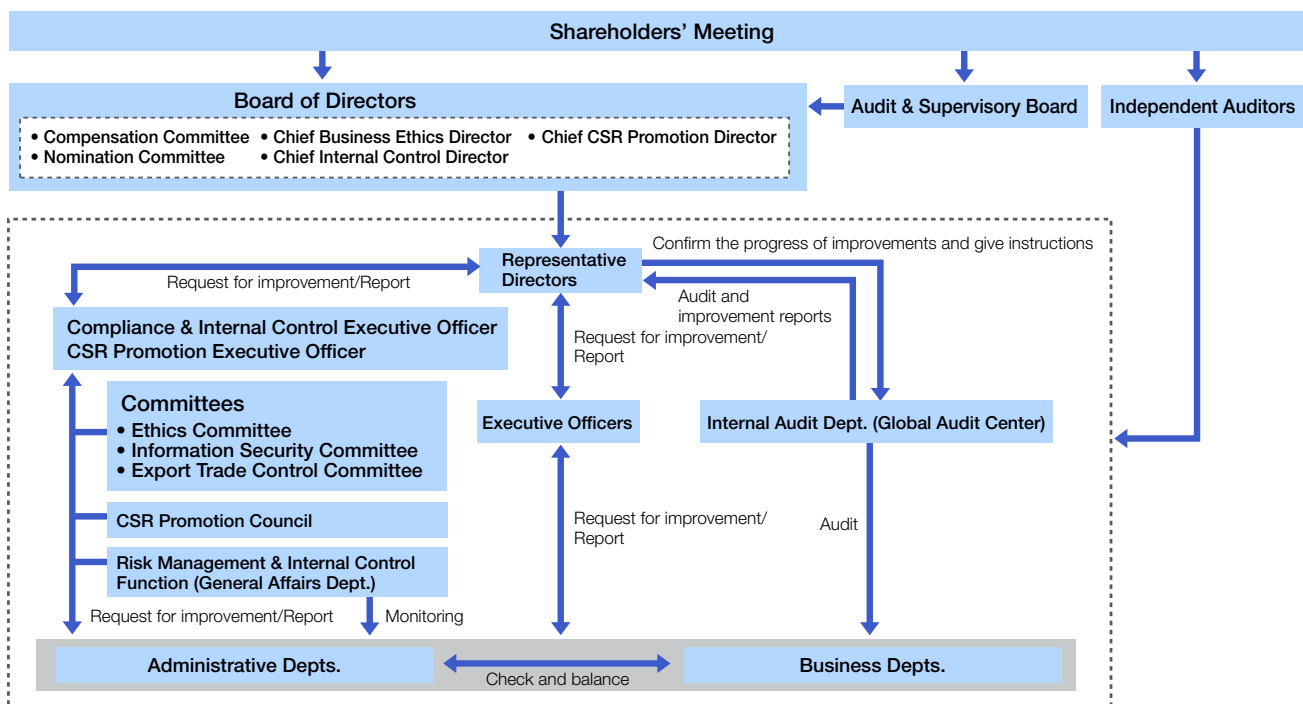 Shareholders’ Meeting
Board of Directors
• Compensation Committee • Chief Business Ethics Director • Chief CSR Promotion Director
• Nomination Committee • Chief Internal Control Director
Audit & Supervisory Board
Independent Auditors
Representative
Directors
Confirm the progress of improvements and give instructions
Request for improvement/Report
Audit and
improvement reports
Compliance & Internal Control Executive Officer
CSR Promotion Executive Officer
Request for improvement/
Report
Committees
• Ethics Committee
• Information Security Committee
• Export Trade Control Committee
Executive Officers
Internal Audit Dept. (Global Audit Center)
CSR Promotion Council
Request for improvement/
Report
Audit
Risk Management & Internal Control
Function (General Affairs Dept.)
Request for improvement/Report
Monitoring
Administrative Depts.
Check and balance
Business Depts.